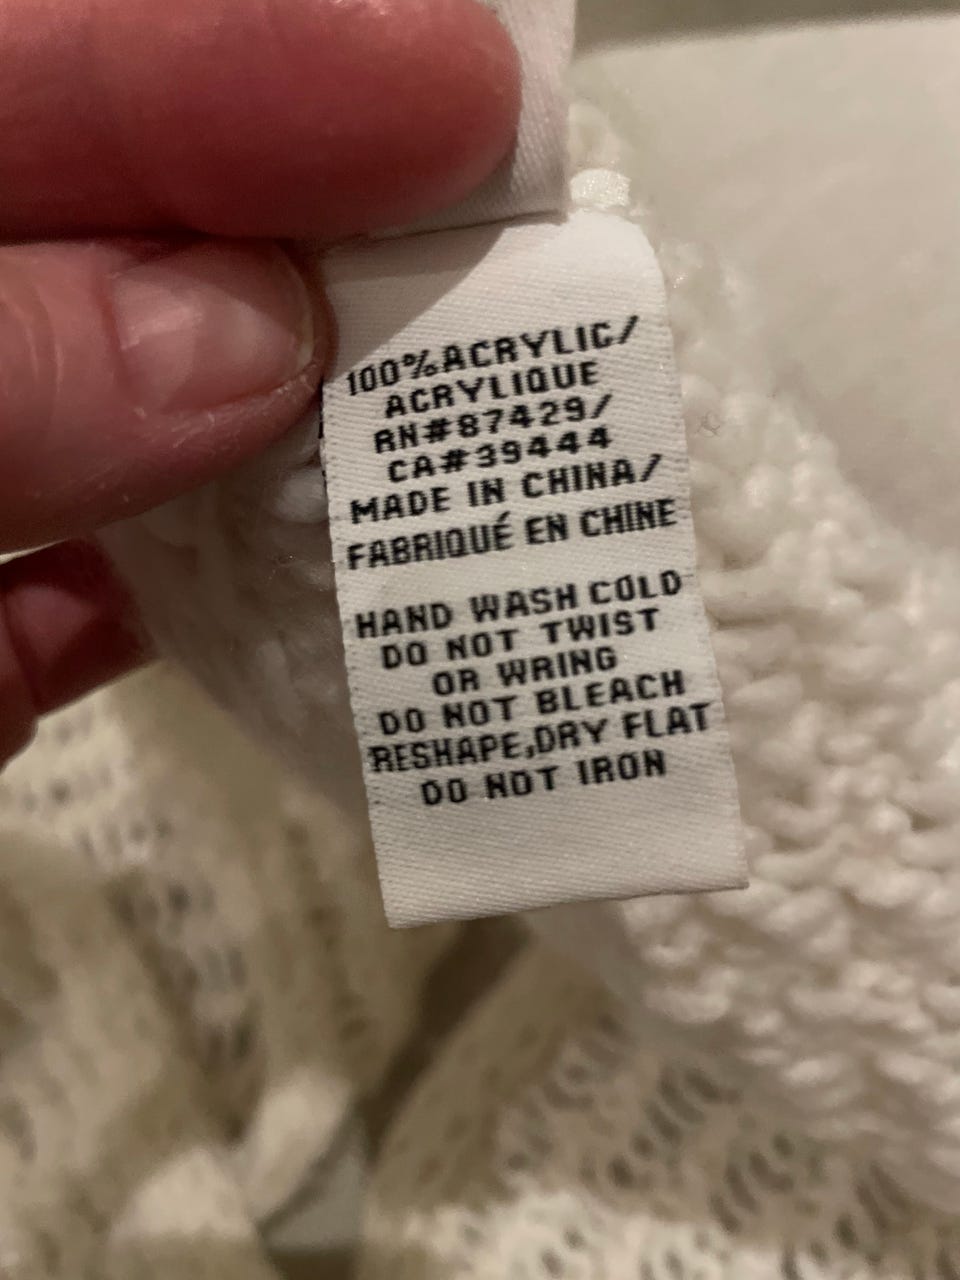 100%ACRYLIC/
ACRYLIQUE
RN#87429/
CA#39444
MADE IN CHINA/
FABRIQUÉ EN CHINE
HAND WASH COLD
DO NOT TWIST
OR WRING
DO NOT BLEACH
RESHAPE,DRY FLAT
DO NOT IRON